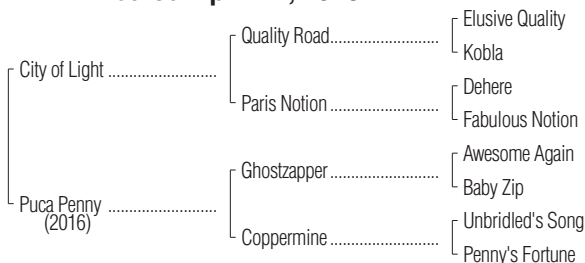 Elusive Quality
Quality Road
Kobla
City of Light
Dehere
Paris Notion
Fabulous Notion
Awesome Again
Ghostzapper
Baby Zip
Puca Penny
(2016)
Unbridled's Song
Coppermine
Penny's Fortune